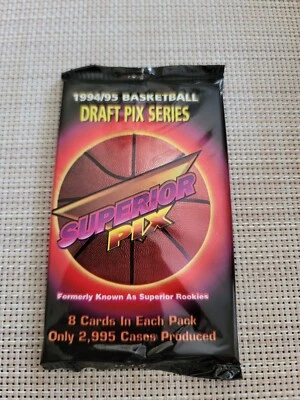 1994/95 BASKETBALL
DRAFT PIX SERIES
SUPERIOR
PIX
Formerly Known As Superior Rookies
8 Cards In Each Pack
Only 2,995 Cases Produced